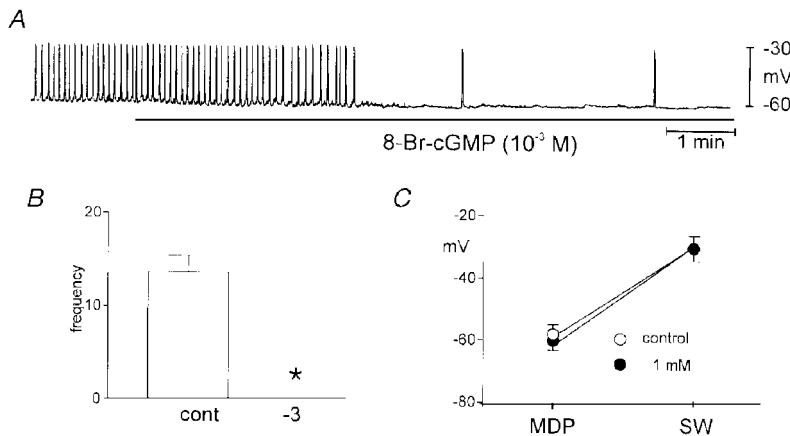 A
-30
mV
-60
8-Br-cGMP (10⁻³ M)
1 min
B
20
10
0
frequency
cont
-3
*
C
-20
mV
-40
-60
-80
control
1 mM
MDP
SW